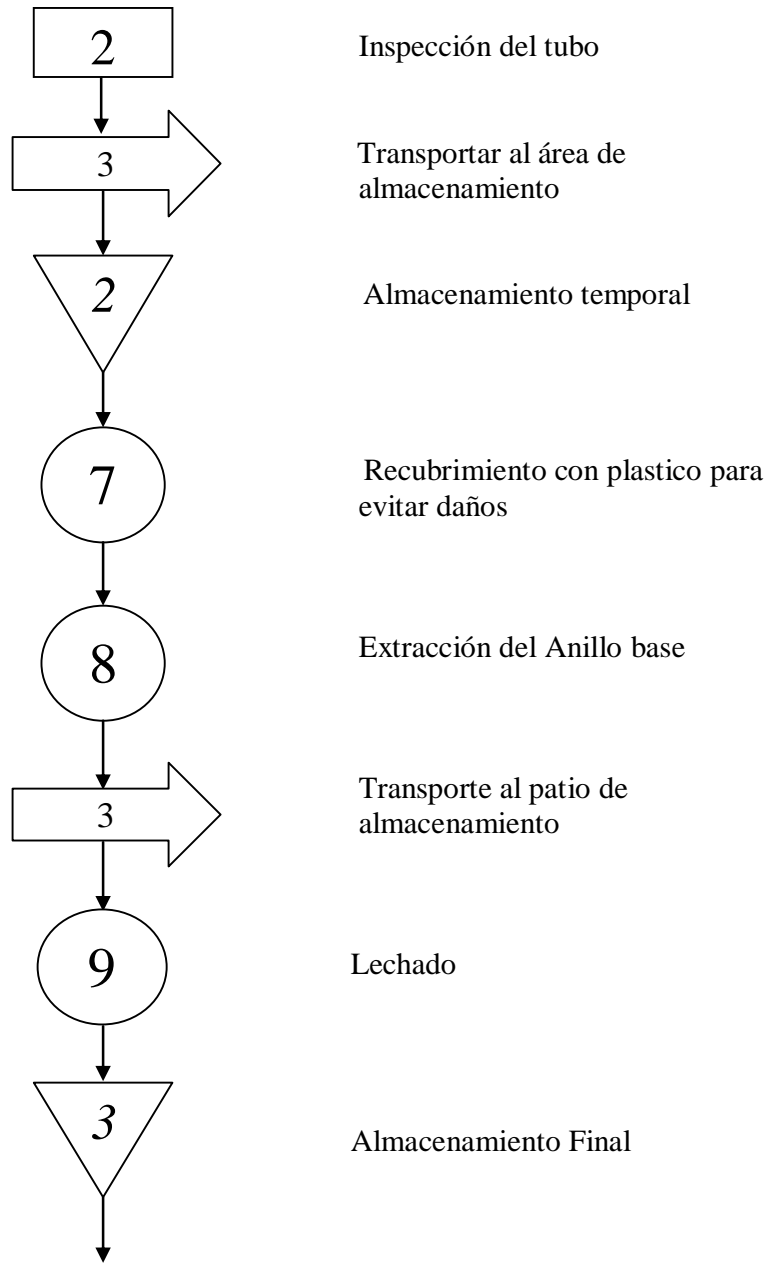 2
Inspección del tubo
3
Transportar al área de
almacenamiento
2
Almacenamiento temporal
7
Recubrimiento con plastico para
evitar daños
8
Extracción del Anillo base
3
Transporte al patio de
almacenamiento
9
Lechado
3
Almacenamiento Final